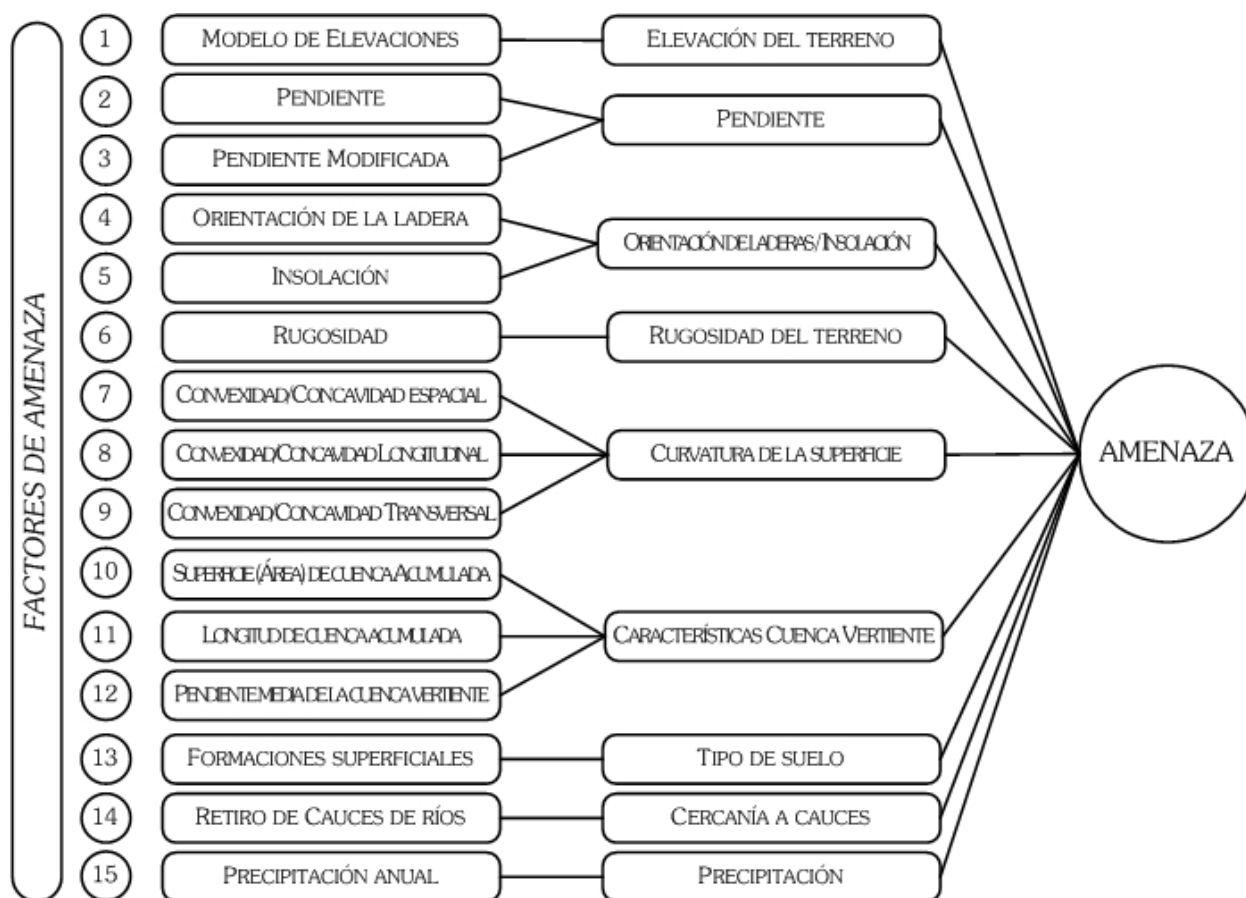 FACTORES DE AMENAZA
1 MODELO DE ELEVACIONES ELEVACIÓN DEL TERRENO
2 PENDIENTE
PENDIENTE
3 PENDIENTE MODIFICADA
4 ORIENTACIÓN DE LA LADERA
ORIENTACIÓN DE LADERAS/INSOLACIÓN
5 INSOLACIÓN
6 RUGOSIDAD RUGOSIDAD DEL TERRENO
7 CONVEXIDAD/CONCAVIDAD ESPACIAL
8 CONVEXIDAD/CONCAVIDAD LONGITUDINAL CURVATURA DE LA SUPERFICIE AMENAZA
9 CONVEXIDAD/CONCAVIDAD TRANSVERSAL
10 SUPERFICIE (ÁREA) DE CUENCA ACUMULADA
11 LONGITUD DE CUENCA ACUMULADA CARACTERÍSTICAS CUENCA VERTIENTE
12 PENDIENTE MEDIA DE LA CUENCA VERTIENTE
13 FORMACIONES SUPERFICIALES TIPO DE SUELO
14 RETIRO DE CAUCES DE RÍOS CERCANÍA A CAUCES
15 PRECIPITACIÓN ANUAL PRECIPITACIÓN